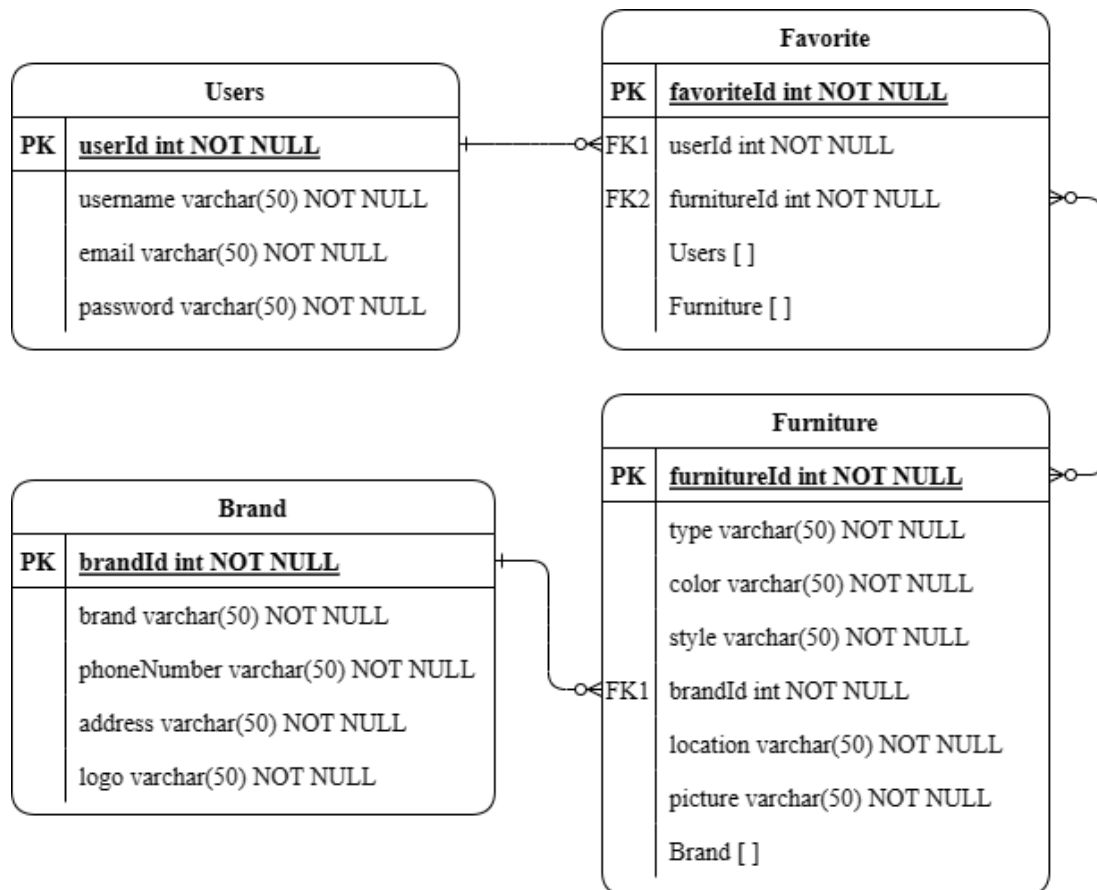 Users
PK userId int NOT NULL
username varchar(50) NOT NULL
email varchar(50) NOT NULL
password varchar(50) NOT NULL
Favorite
PK favoriteId int NOT NULL
FK1 userId int NOT NULL
FK2 furnitureId int NOT NULL
Users [ ]
Furniture [ ]
Brand
PK brandId int NOT NULL
brand varchar(50) NOT NULL
phoneNumber varchar(50) NOT NULL
address varchar(50) NOT NULL
logo varchar(50) NOT NULL
Furniture
PK furnitureId int NOT NULL
type varchar(50) NOT NULL
color varchar(50) NOT NULL
style varchar(50) NOT NULL
FK1 brandId int NOT NULL
location varchar(50) NOT NULL
picture varchar(50) NOT NULL
Brand [ ]